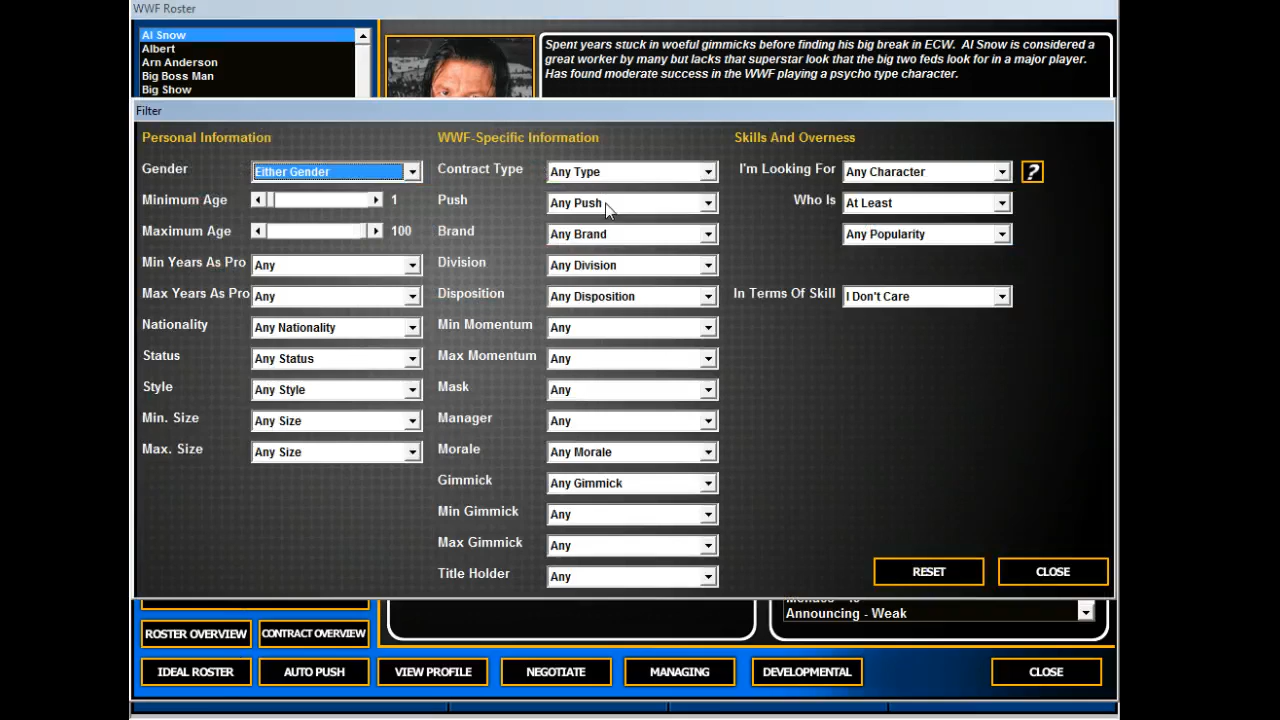 WWF Roster
Al Snow
Albert
Arn Anderson
Big Boss Man
Big Show
Spent years stuck in woeful gimmicks before finding his big break in ECW. Al Snow is considered a
great worker by many but lacks that superstar look that the big two feds look for in a major player.
Has found moderate success in the WWF playing a psycho type character.
Filter
Personal Information
Gender Either Gender
Minimum Age 1
Maximum Age 100
Min Years As Pro Any
Max Years As Pro Any
Nationality Any Nationality
Status Any Status
Style Any Style
Min. Size Any Size
Max. Size Any Size
WWF-Specific Information
Contract Type Any Type
Push Any Push
Brand Any Brand
Division Any Division
Disposition Any Disposition
Min Momentum Any
Max Momentum Any
Mask Any
Manager Any
Morale Any Morale
Gimmick Any Gimmick
Min Gimmick Any
Max Gimmick Any
Title Holder Any
Skills And Overness
I'm Looking For Any Character ?
Who Is At Least
Any Popularity
In Terms Of Skill I Don't Care
RESET CLOSE
Announcing - Weak
ROSTER OVERVIEW CONTRACT OVERVIEW
IDEAL ROSTER AUTO PUSH VIEW PROFILE NEGOTIATE MANAGING DEVELOPMENTAL CLOSE